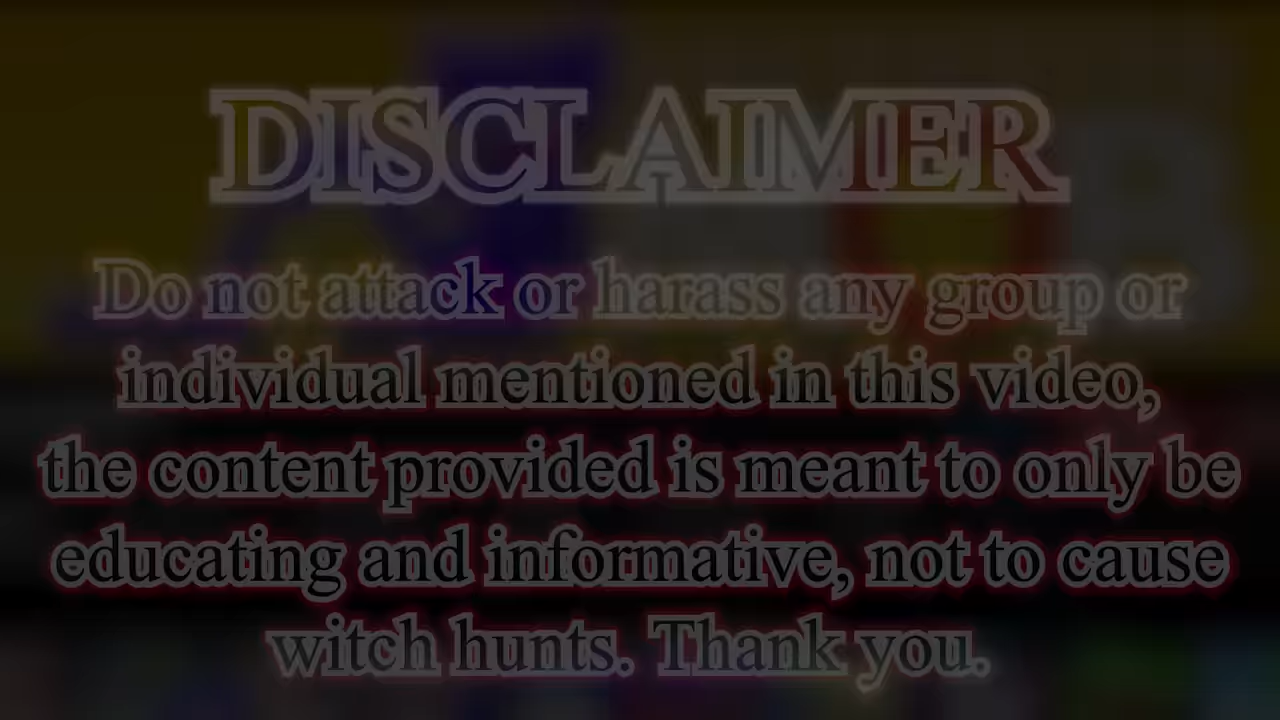 DISCLAIMER
Do not attack or harass any group or
individual mentioned in this video,
the content provided is meant to only be
educating and informative, not to cause
witch hunts. Thank you.